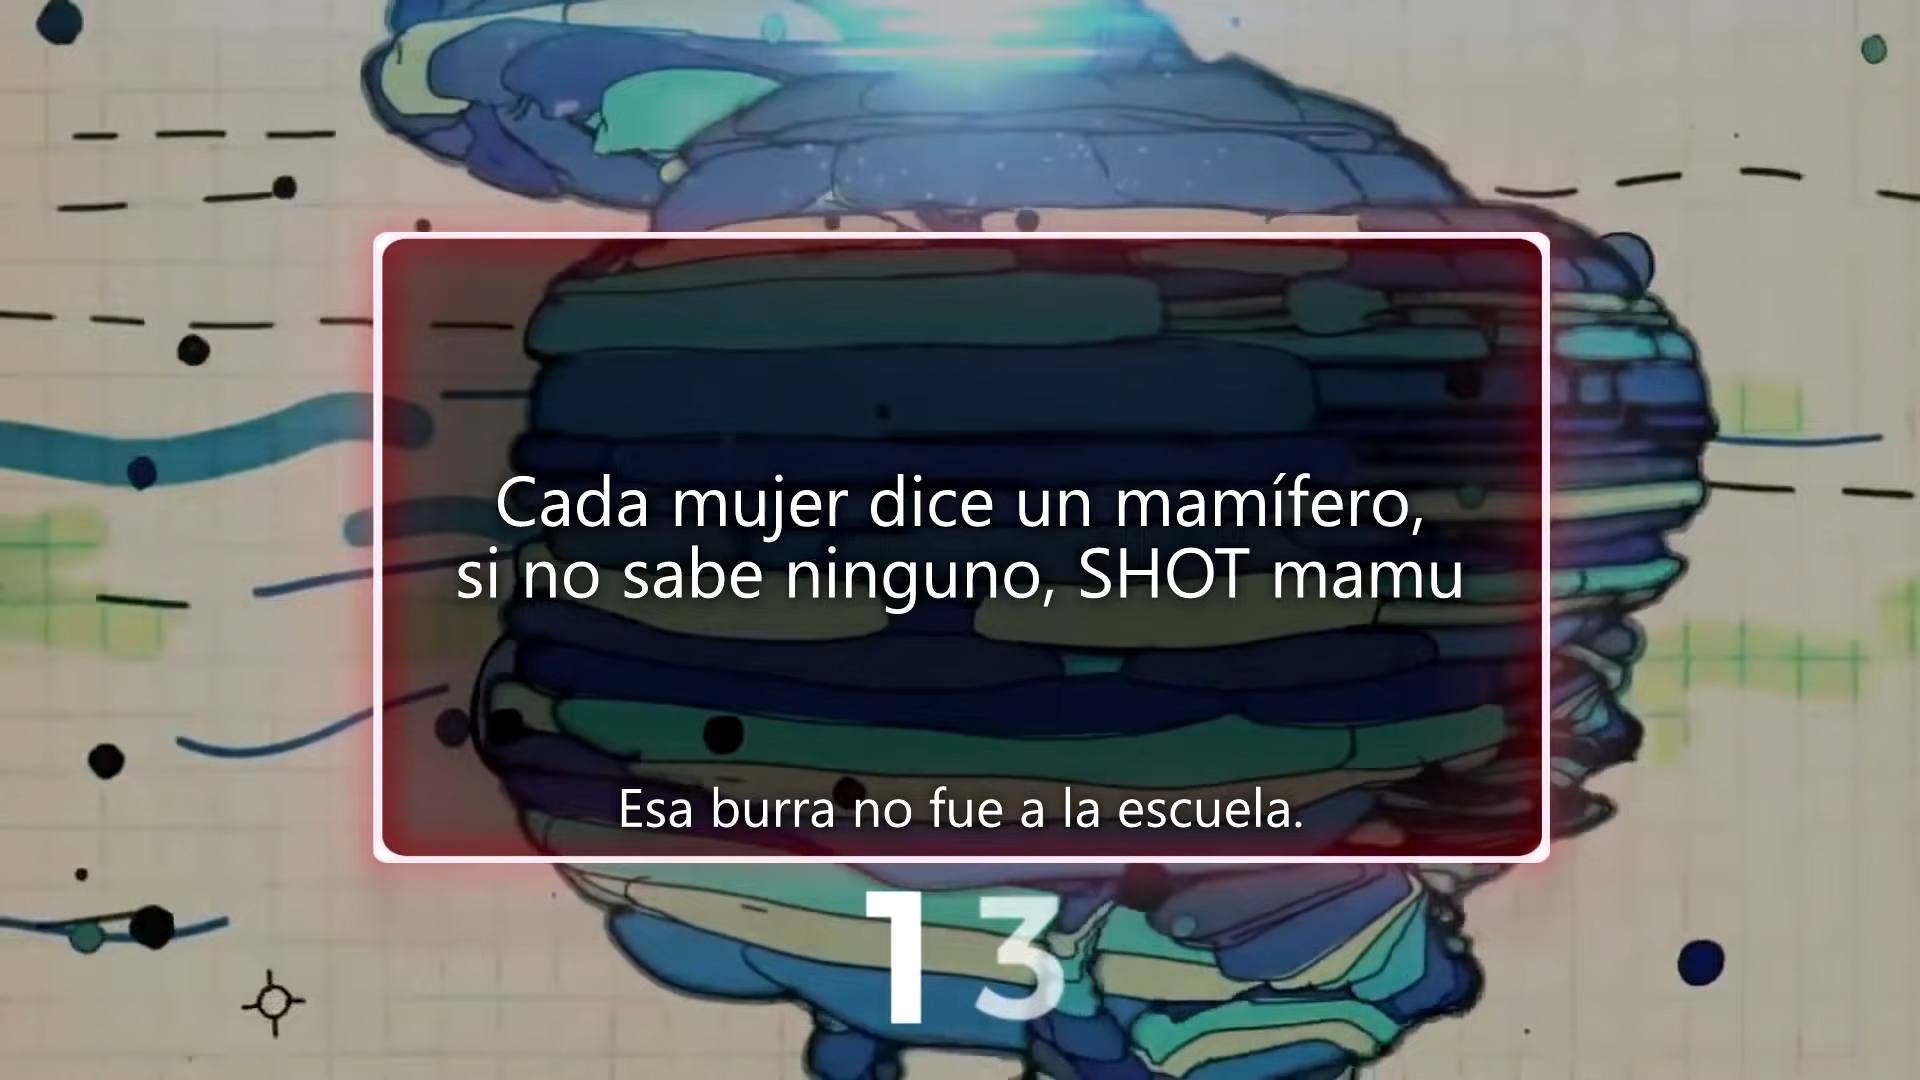 Cada mujer dice un mamífero,
si no sabe ninguno, SHOT mamu
Esa burra no fue a la escuela.
13